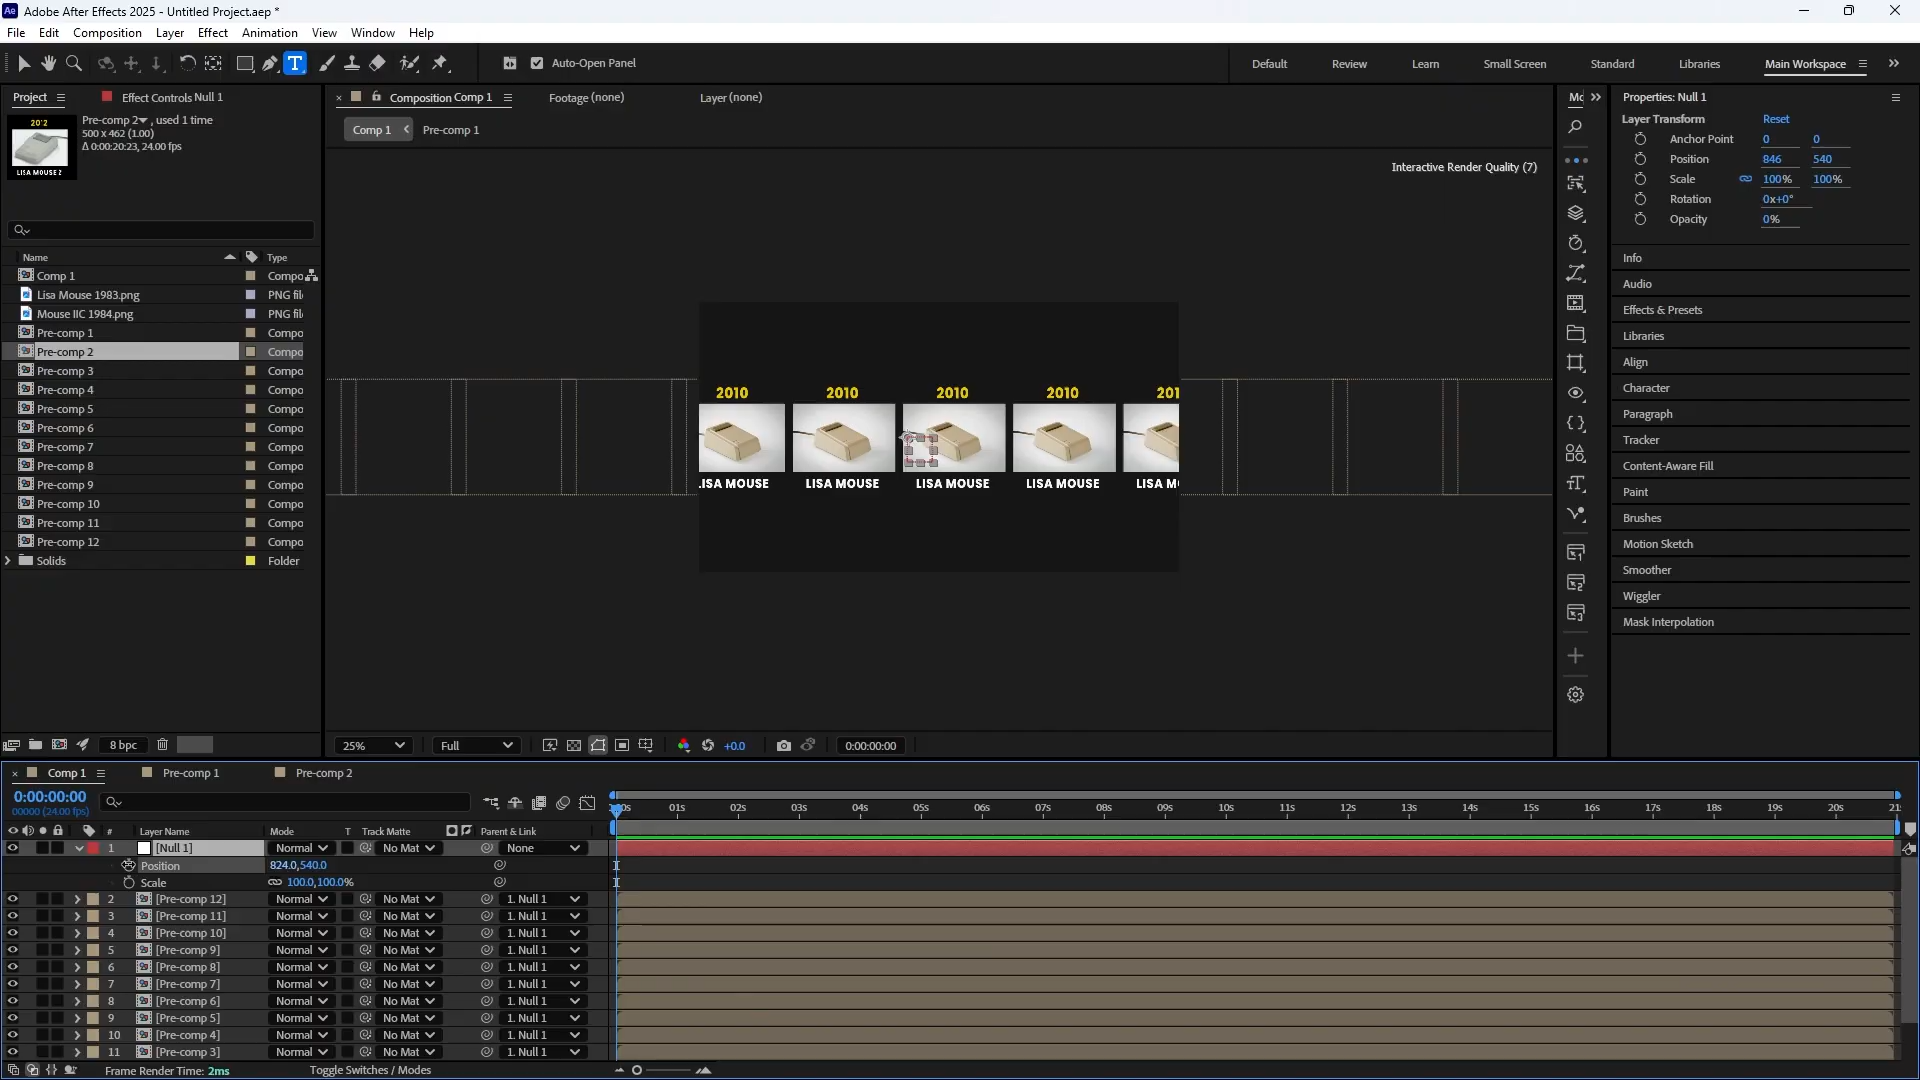 Adobe After Effects 2025 - Untitled Project.aep *
File Edit Composition Layer Effect Animation View Window Help
Auto-Open Panel
Default Review Learn Small Screen Standard Libraries Main Workspace
Project Effect Controls Null 1
Pre-comp 2 , used 1 time
500 x 462 (1.00)
Δ 0:00:20:23, 24.00 fps
LISA MOUSE 2
Name Type
Comp 1 Compo
Lisa Mouse 1983.png PNG fil
Mouse IIC 1984.png PNG fil
Pre-comp 1 Compo
Pre-comp 2 Compo
Pre-comp 3 Compo
Pre-comp 4 Compo
Pre-comp 5 Compo
Pre-comp 6 Compo
Pre-comp 7 Compo
Pre-comp 8 Compo
Pre-comp 9 Compo
Pre-comp 10 Compo
Pre-comp 11 Compo
Pre-comp 12 Compo
Solids Folder
8 bpc
Composition Comp 1 Footage (none) Layer (none)
Comp 1 Pre-comp 1
Interactive Render Quality (7)
2010 2010 2010 2010 201
LISA MOUSE LISA MOUSE LISA MOUSE LISA MOUSE LISA M
25% Full +0.0 0:00:00:00
Properties: Null 1
Layer Transform Reset
Anchor Point 0 0
Position 846 540
Scale 100% 100%
Rotation 0x+0°
Opacity 0%
Info
Audio
Effects & Presets
Libraries
Align
Character
Paragraph
Tracker
Content-Aware Fill
Paint
Brushes
Motion Sketch
Smoother
Wiggler
Mask Interpolation
Comp 1 Pre-comp 1 Pre-comp 2
0:00:00:00
00000 (24.00 fps)
01s 02s 03s 04s 05s 06s 07s 08s 09s 10s 11s 12s 13s 14s 15s 16s 17s 18s 19s 20s
# Layer Name Mode T Track Matte Parent & Link
1 [Null 1] Normal No Mat None
Position 824.0,540.0
Scale 100.0,100.0%
2 [Pre-comp 12] Normal No Mat 1. Null 1
3 [Pre-comp 11] Normal No Mat 1. Null 1
4 [Pre-comp 10] Normal No Mat 1. Null 1
5 [Pre-comp 9] Normal No Mat 1. Null 1
6 [Pre-comp 8] Normal No Mat 1. Null 1
7 [Pre-comp 7] Normal No Mat 1. Null 1
8 [Pre-comp 6] Normal No Mat 1. Null 1
9 [Pre-comp 5] Normal No Mat 1. Null 1
10 [Pre-comp 4] Normal No Mat 1. Null 1
11 [Pre-comp 3] Normal No Mat 1. Null 1
Frame Render Time: 2ms Toggle Switches / Modes